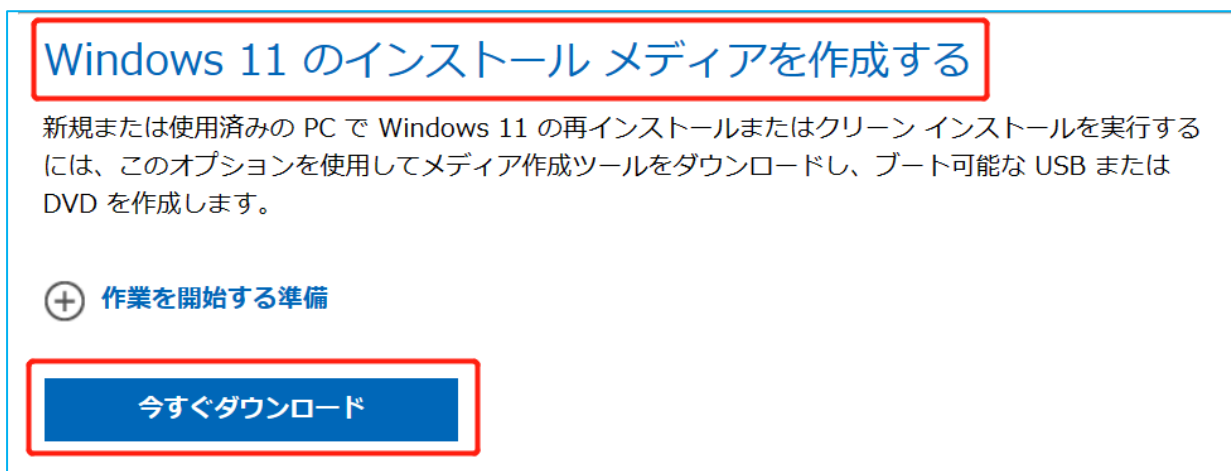 Windows 11 のインストール メディアを作成する
新規または使用済みの PC で Windows 11 の再インストールまたはクリーン インストールを実行する
には、このオプションを使用してメディア作成ツールをダウンロードし、ブート可能な USB または
DVD を作成します。
作業を開始する準備
今すぐダウンロード